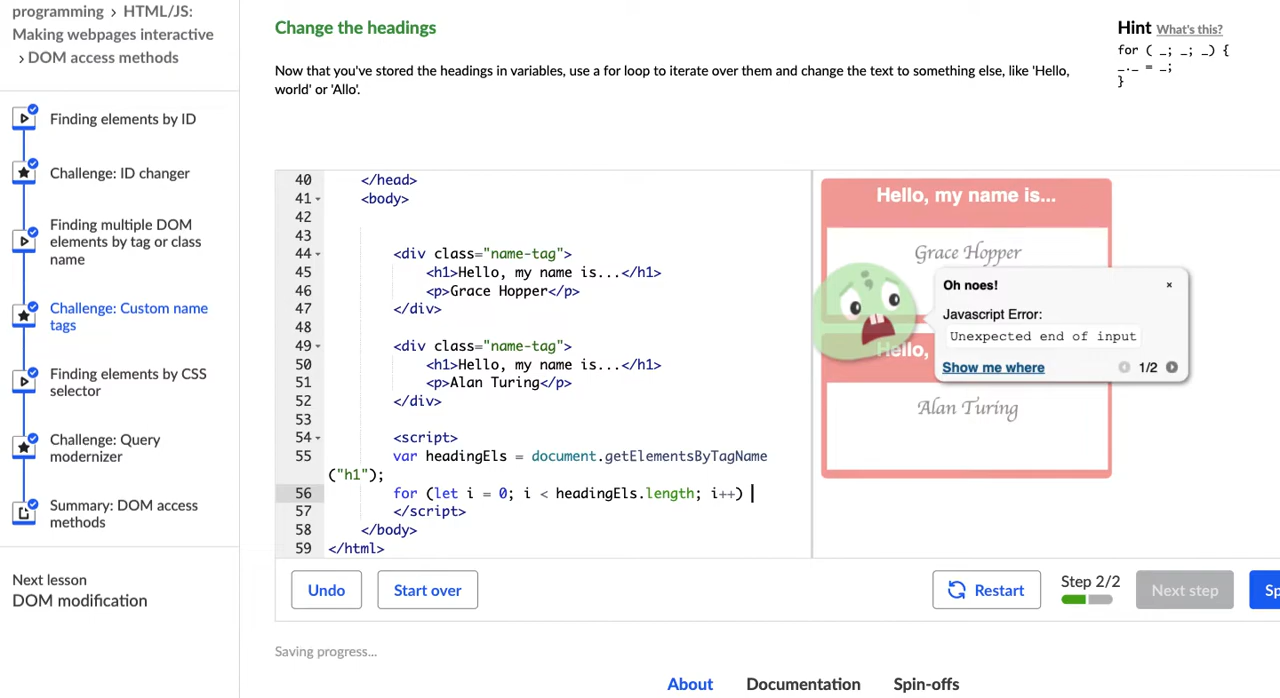 programming › HTML/JS:
Making webpages interactive
› DOM access methods
Finding elements by ID
Challenge: ID changer
Finding multiple DOM
elements by tag or class
name
Challenge: Custom name
tags
Finding elements by CSS
selector
Challenge: Query
modernizer
Summary: DOM access
methods
Next lesson
DOM modification
Change the headings
Now that you've stored the headings in variables, use a for loop to iterate over them and change the text to something else, like 'Hello,
world' or 'Allo'.
Hint What's this?
for ( _; _; _) {
_._ = _;
}
40 </head>
41 <body>
42
43
44 <div class="name-tag">
45 <h1>Hello, my name is...</h1>
46 <p>Grace Hopper</p>
47 </div>
48
49 <div class="name-tag">
50 <h1>Hello, my name is...</h1>
51 <p>Alan Turing</p>
52 </div>
53
54 <script>
55 var headingEls = document.getElementsByTagName
("h1");
56 for (let i = 0; i < headingEls.length; i++)
57 </script>
58 </body>
59 </html>
Hello, my name is...
Grace Hopper
Oh noes!
×
Javascript Error:
Unexpected end of input
Show me where
1/2
Hello,
Alan Turing
Undo
Start over
Restart
Step 2/2
Next step
Sp
Saving progress...
About
Documentation
Spin-offs